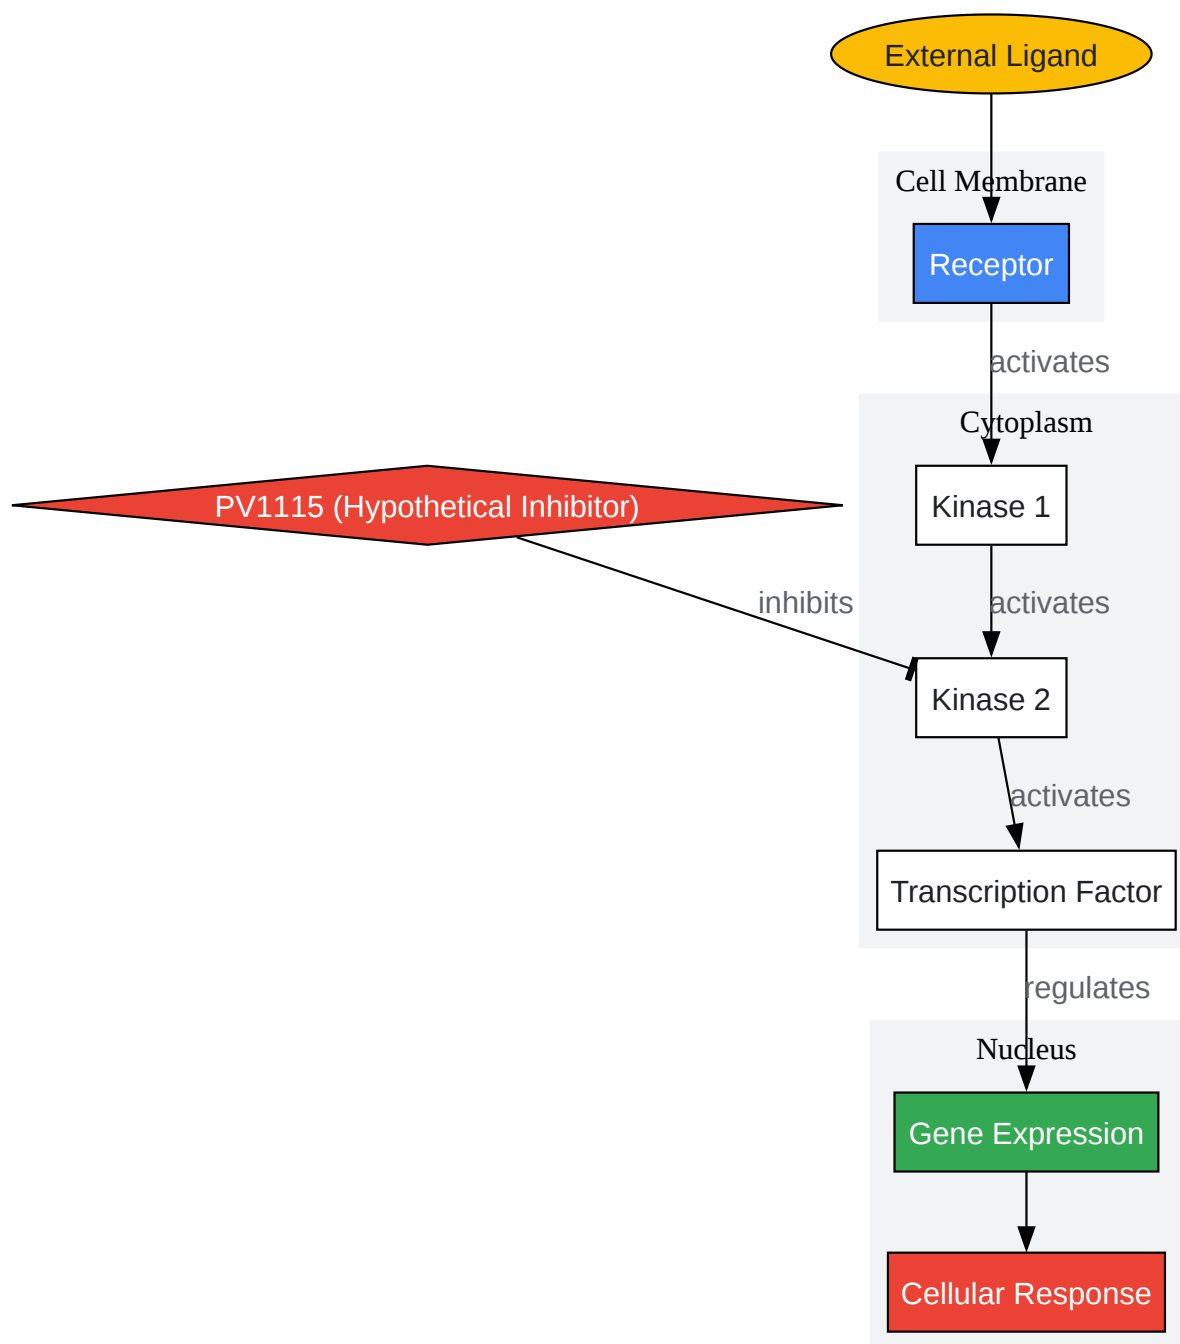 External Ligand
Cell Membrane
Receptor
activates
Cytoplasm
Kinase 1
PV1115 (Hypothetical Inhibitor)
inhibits
activates
Kinase 2
activates
Transcription Factor
regulates
Nucleus
Gene Expression
Cellular Response